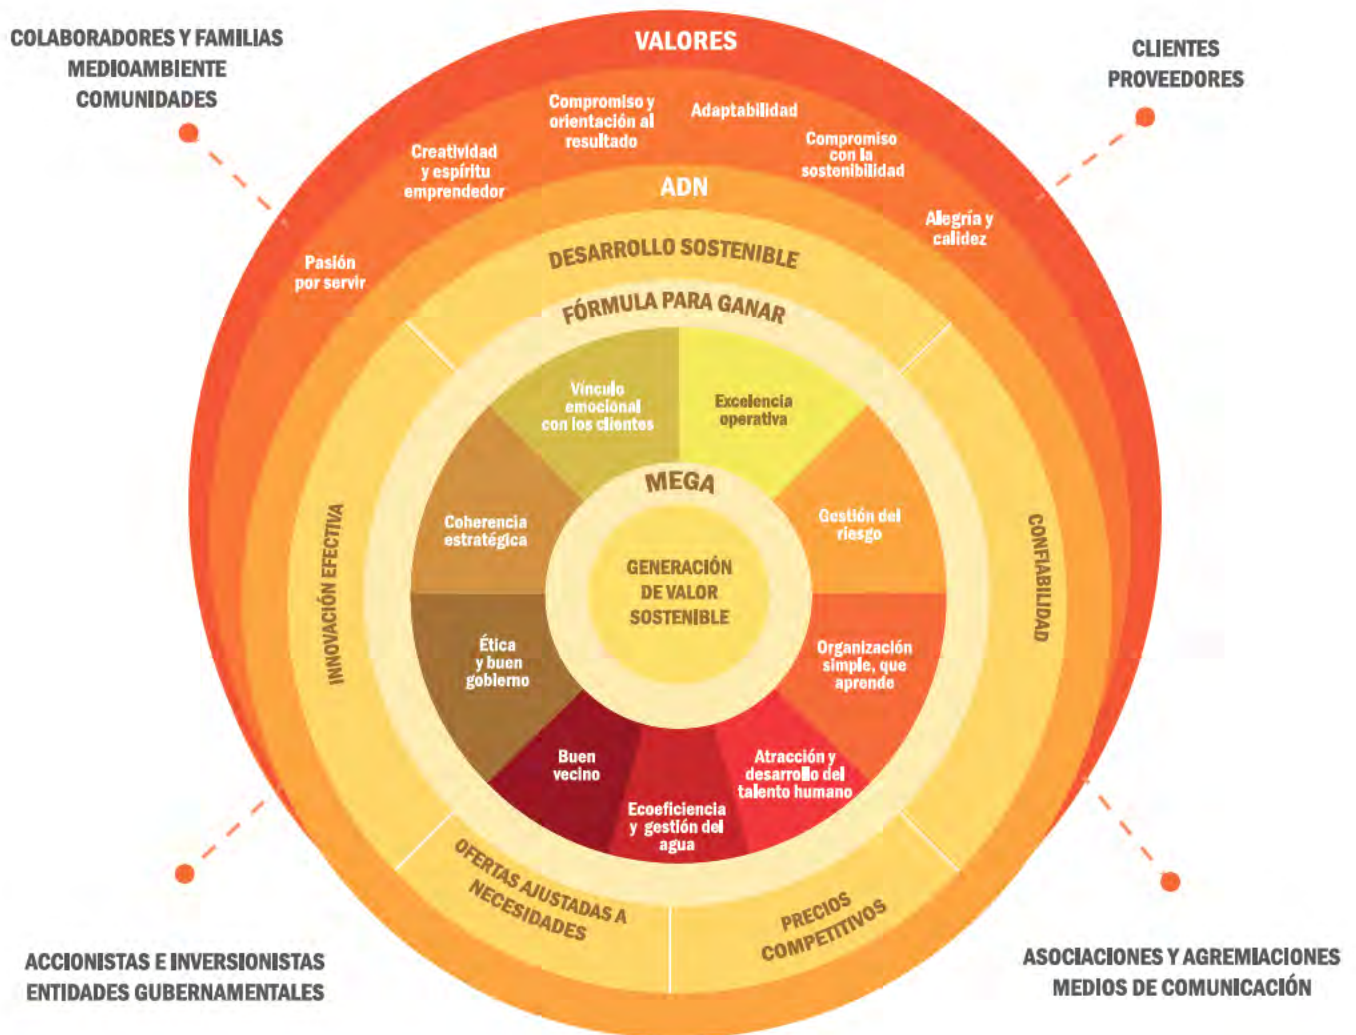 COLABORADORES Y FAMILIAS
MEDIOAMBIENTE
COMUNIDADES
CLIENTES
PROVEEDORES
VALORES
Pasión
por servir
Creatividad
y espíritu
emprendedor
Compromiso y
orientación al
resultado
Adaptabilidad
Compromiso
con la
sostenibilidad
Alegría y
calidez
ADN
DESARROLLO SOSTENIBLE
INNOVACIÓN EFECTIVA
CONFIABILIDAD
OFERTAS AJUSTADAS A
NECESIDADES
PRECIOS
COMPETITIVOS
FÓRMULA PARA GANAR
Vínculo
emocional
con los clientes
Excelencia
operativa
Gestión del
riesgo
Organización
simple, que
aprende
Atracción y
desarrollo del
talento humano
Ecoeficiencia
y gestión del
agua
Buen
vecino
Ética
y buen
gobierno
Coherencia
estratégica
MEGA
GENERACIÓN
DE VALOR
SOSTENIBLE
ACCIONISTAS E INVERSIONISTAS
ENTIDADES GUBERNAMENTALES
ASOCIACIONES Y AGREMIACIONES
MEDIOS DE COMUNICACIÓN